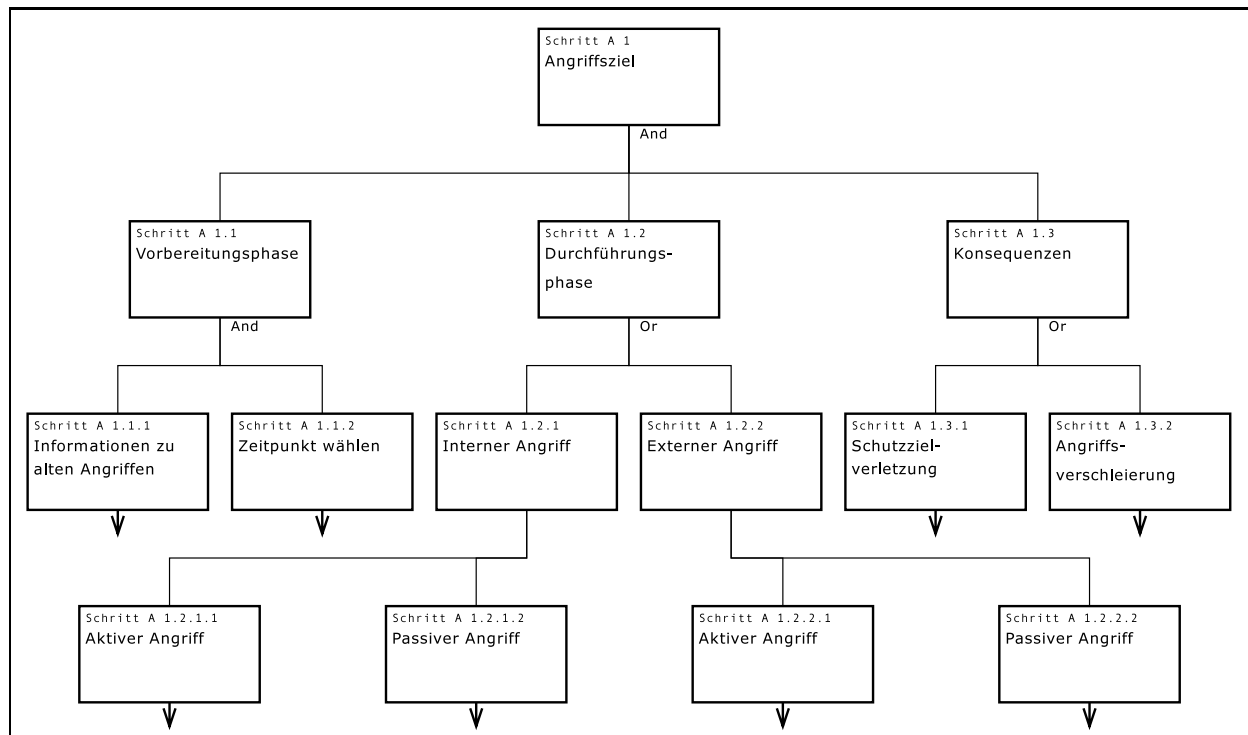 Schritt A 1
Angriffsziel
And
Schritt A 1.1
Vorbereitungsphase
And
Schritt A 1.2
Durchführungs-
phase
Or
Schritt A 1.3
Konsequenzen
Or
Schritt A 1.1.1
Informationen zu
alten Angriffen
Schritt A 1.1.2
Zeitpunkt wählen
Schritt A 1.2.1
Interner Angriff
Schritt A 1.2.2
Externer Angriff
Schritt A 1.3.1
Schutzziel-
verletzung
Schritt A 1.3.2
Angriffs-
verschleierung
Schritt A 1.2.1.1
Aktiver Angriff
Schritt A 1.2.1.2
Passiver Angriff
Schritt A 1.2.2.1
Aktiver Angriff
Schritt A 1.2.2.2
Passiver Angriff